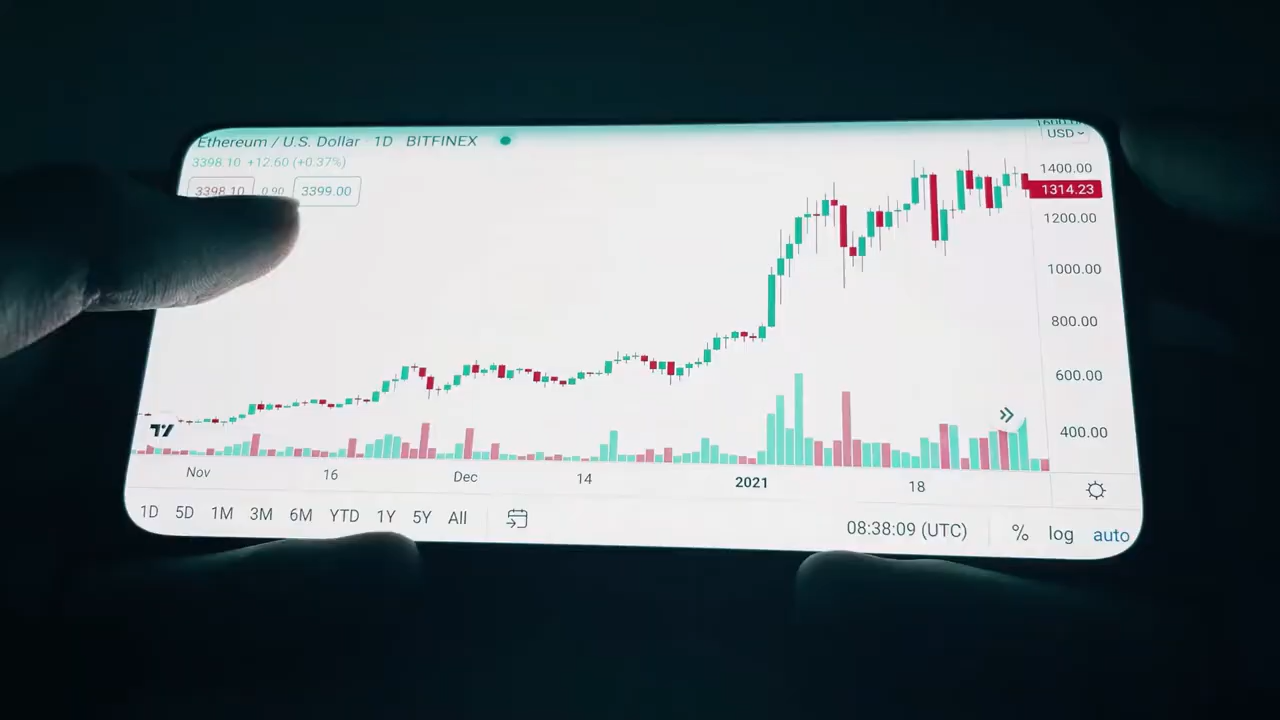 Ethereum / U.S. Dollar · 1D BITFINEX
3398.10 +12.60 (+0.37%)
3398.10 0.90 3399.00
USD
1400.00
1314.23
1200.00
1000.00
800.00
600.00
400.00
Nov 16 Dec 14 2021 18
1D 5D 1M 3M 6M YTD 1Y 5Y All
08:38:09 (UTC) % log auto